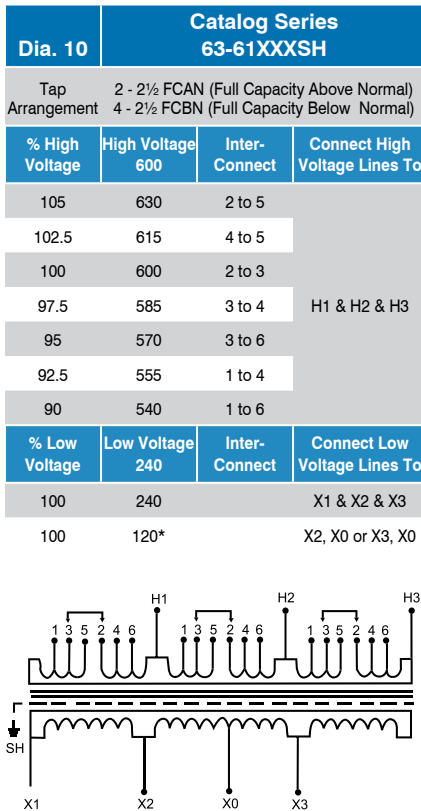 Dia. 10
Catalog Series
63-61XXXSH
Tap
Arrangement
2 - 2½ FCAN (Full Capacity Above Normal)
4 - 2½ FCBN (Full Capacity Below Normal)
% High
Voltage
High Voltage
600
Inter-
Connect
Connect High
Voltage Lines To
105 630 2 to 5
102.5 615 4 to 5
100 600 2 to 3
97.5 585 3 to 4 H1 & H2 & H3
95 570 3 to 6
92.5 555 1 to 4
90 540 1 to 6
% Low
Voltage
Low Voltage
240
Inter-
Connect
Connect Low
Voltage Lines To
100 240 X1 & X2 & X3
100 120* X2, X0 or X3, X0
H1 H2 H3
1 3 5 2 4 6 1 3 5 2 4 6 1 3 5 2 4 6
SH
X1 X2 X0 X3